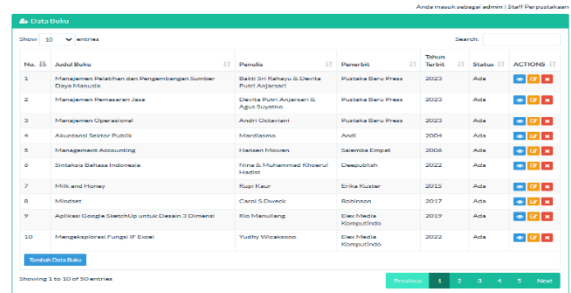 Anda masuk sebagai admin | Staff Perpustakaan
Data Buku
Show 10 entries Search:
No. Judul Buku Penulis Penerbit Tahun Terbit Status ACTIONS
1 Manajemen Pelatihan dan Pengembangan Sumber Daya Manusia Bakti Sri Rahayu & Devita Putri Anjarsari Pustaka Baru Press 2023 Ada
2 Manajemen Pemasaran Jasa Devita Putri Anjarsari & Agus Suyatno Pustaka Baru Press 2023 Ada
3 Manajemen Operasional Andri Octaviani Pustaka Baru Press 2023 Ada
4 Akuntansi Sektor Publik Mardiasmo Andi 2004 Ada
5 Management Accounting Hansen Mowen Salemba Empat 2006 Ada
6 Sintaksis Bahasa Indonesia Nina & Muhammad Khoerul Hadist Deepublish 2022 Ada
7 Milk and Honey Rupi Kaur Erika Kuster 2015 Ada
8 Mindset Carol S Dweck Robinson 2017 Ada
9 Aplikasi Google SketchUp untuk Desain 3 Dimensi Rio Manullang Elex Media Komputindo 2019 Ada
10 Mengeksplorasi Fungsi IF Excel Yudhy Wicaksono Elex Media Komputindo 2022 Ada
Tambah Data Buku
Showing 1 to 10 of 50 entries
Previous 1 2 3 4 5 Next